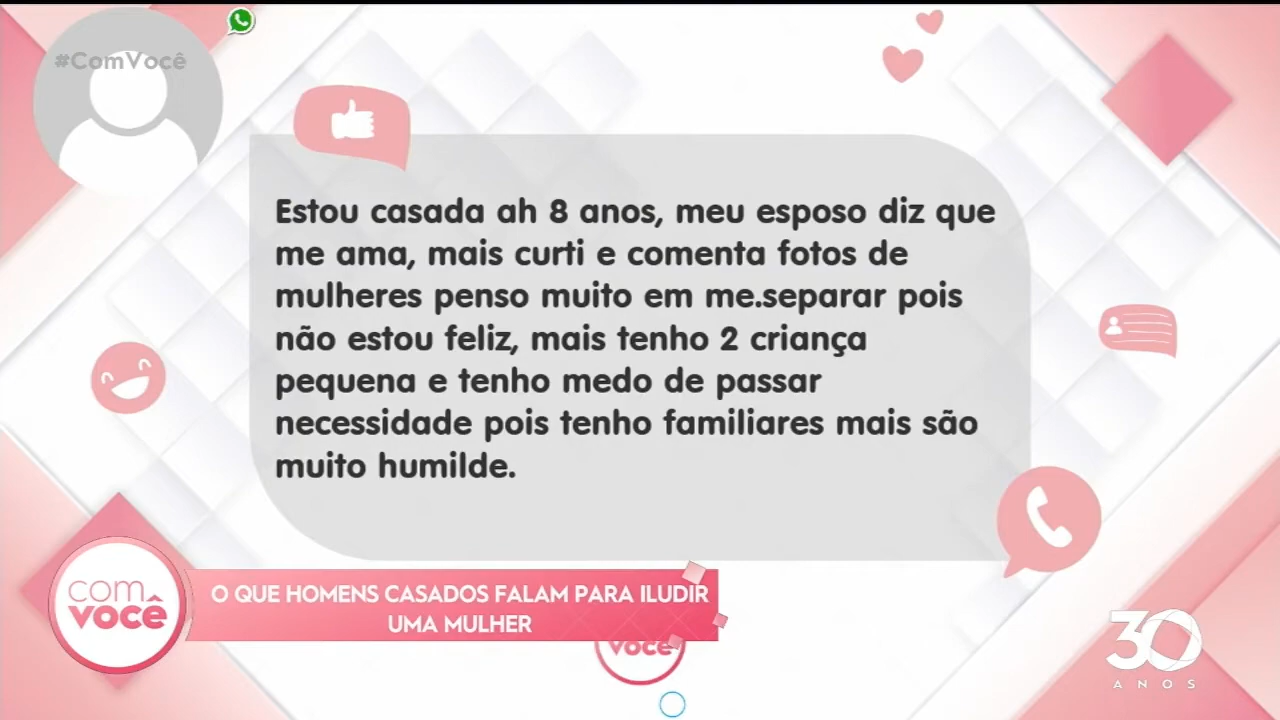 #ComVocê
Estou casada ah 8 anos, meu esposo diz que
me ama, mais curti e comenta fotos de
mulheres penso muito em me.separar pois
não estou feliz, mais tenho 2 criança
pequena e tenho medo de passar
necessidade pois tenho familiares mais são
muito humilde.
com
você
O QUE HOMENS CASADOS FALAM PARA ILUDIR
UMA MULHER
você
30
ANOS